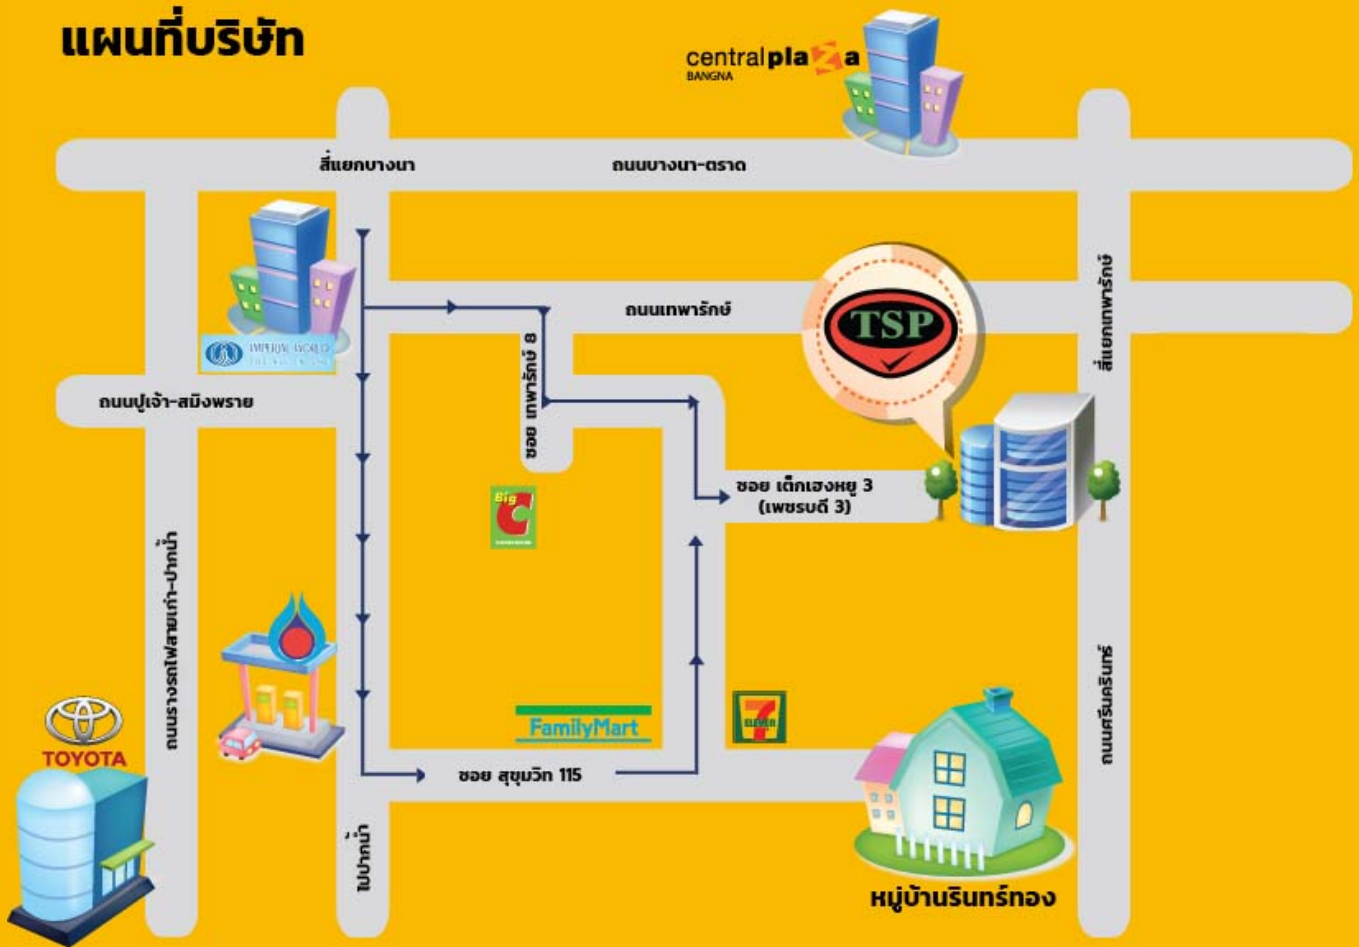 แผนที่บริษัท
centralplaza
BANGNA
สี่แยกบางนา
ถนนบางนา-ตราด
IMPERIAL WORLD
ถนนเทพารักษ์
TSP
สี่แยกเทพารักษ์
ซอย เทพารักษ์ 8
ถนนปูเจ้า-สมิงพราย
Big C
ซอย เต็กเฮงหยู 3
(เพชรบดี 3)
ถนนรางรถไฟสายเก่า-ปากน้ำ
ถนนศรีนครินทร์
TOYOTA
FamilyMart
7 ELEVEN
ซอย สุขุมวิท 115
ไปปากน้ำ
หมู่บ้านรินทร์ทอง